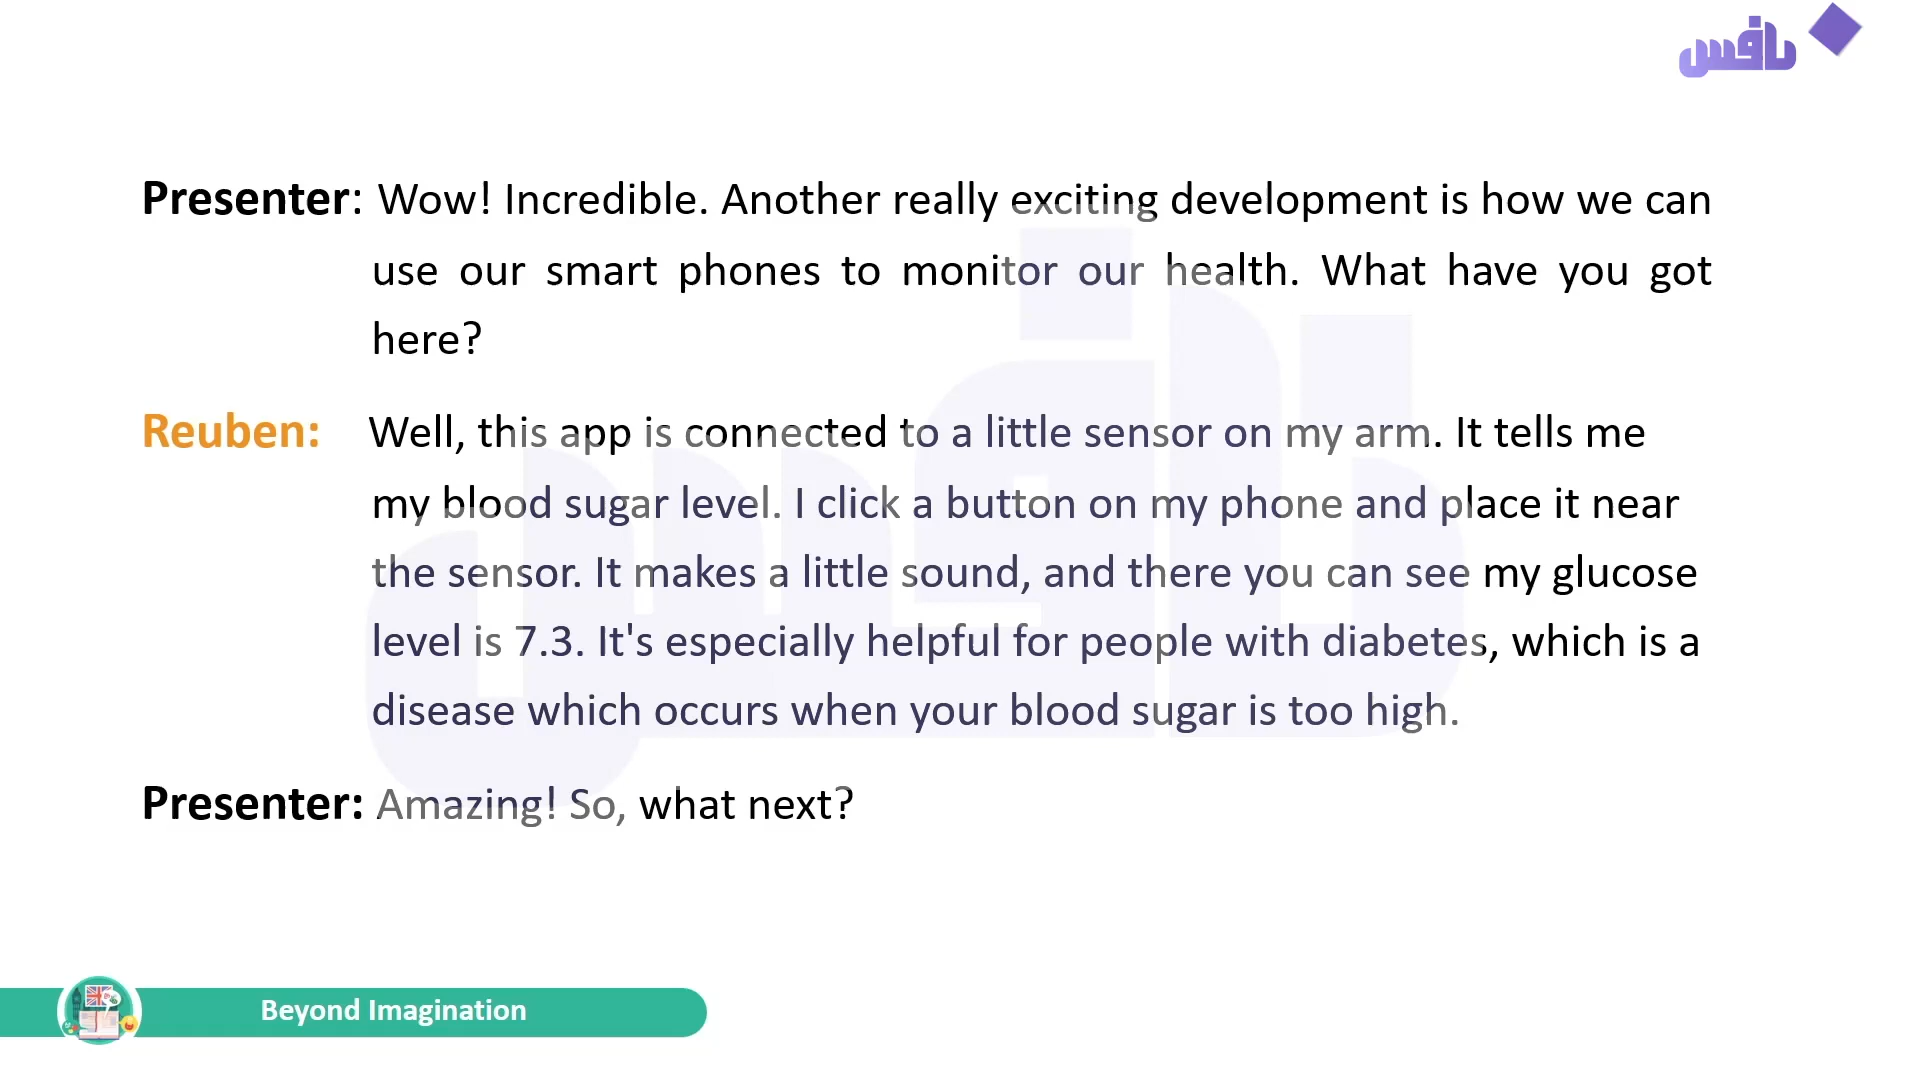 نافس
Presenter: Wow! Incredible. Another really exciting development is how we can
use our smart phones to monitor our health. What have you got
here?
Reuben: Well, this app is connected to a little sensor on my arm. It tells me
my blood sugar level. I click a button on my phone and place it near
the sensor. It makes a little sound, and there you can see my glucose
level is 7.3. It's especially helpful for people with diabetes, which is a
disease which occurs when your blood sugar is too high.
Presenter: Amazing! So, what next?
Beyond Imagination